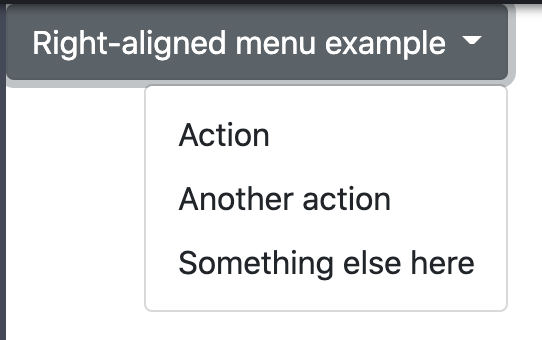 Right-aligned menu example
Action
Another action
Something else here